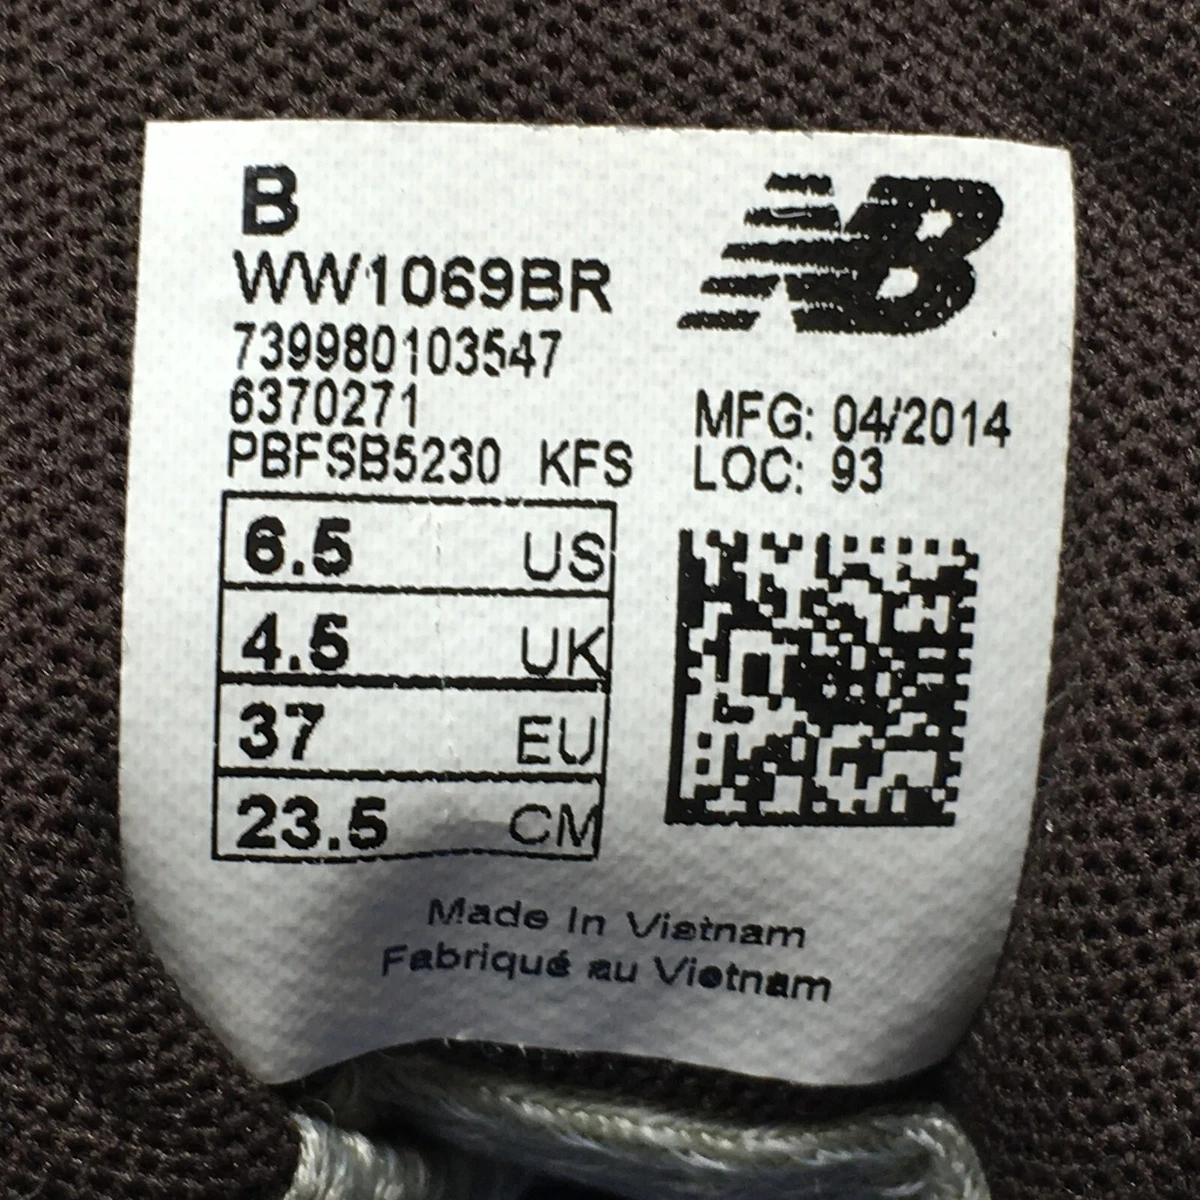 B
NB
WW1069BR
739980103547
6370271
PBFSB5230 KFS
MFG: 04/2014
LOC: 93
6.5 US
4.5 UK
37 EU
23.5 CM
Made In Vietnam
Fabriqué au Vietnam